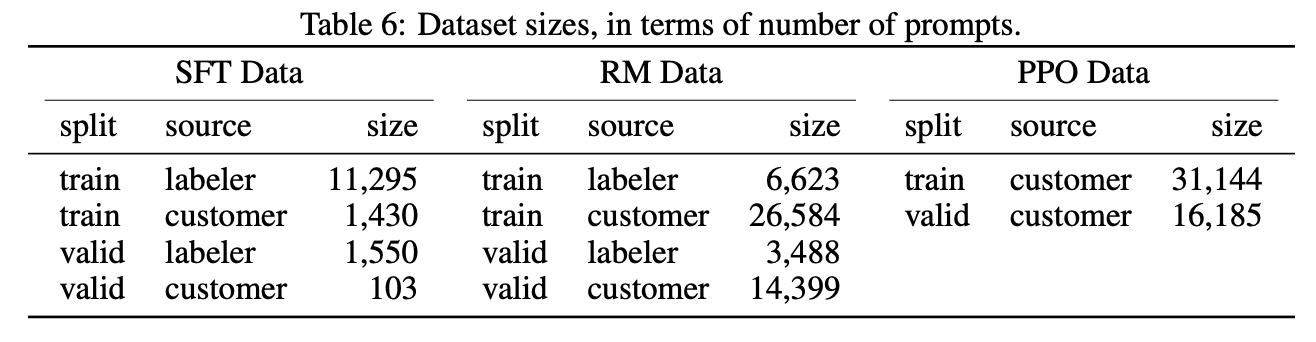 Table 6: Dataset sizes, in terms of number of prompts.
SFT Data RM Data PPO Data
split source size split source size split source size
train labeler 11,295 train labeler 6,623 train customer 31,144
train customer 1,430 train customer 26,584 valid customer 16,185
valid labeler 1,550 valid labeler 3,488
valid customer 103 valid customer 14,399